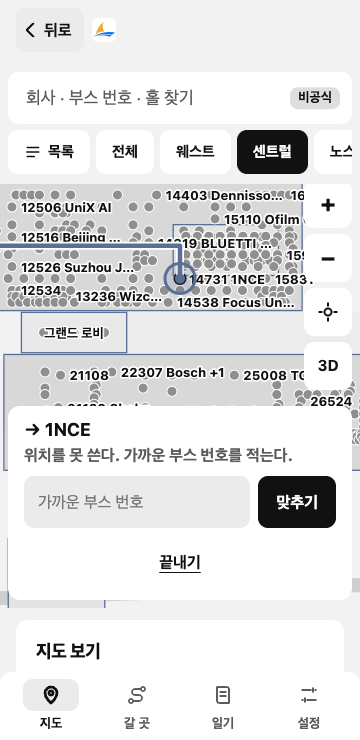 뒤로
회사 · 부스 번호 · 홀 찾기
비공식
목록
전체
웨스트
센트럴
14403 Dennisso...
12506 UniX AI
15110 Ofilm
12516 Beijing ...
BLUETTI ...
12526 Suzhou J...
14731 1NCE
1583.
12534
13236 Wizc...
14538 Focus Un...
그랜드 로비
21108
22307 Bosch +1
25008
26524
+
−
3D
→ 1NCE
위치를 못 쓴다. 가까운 부스 번호를 적는다.
가까운 부스 번호
맞추기
끝내기
지도 보기
지도
갈 곳
일기
설정